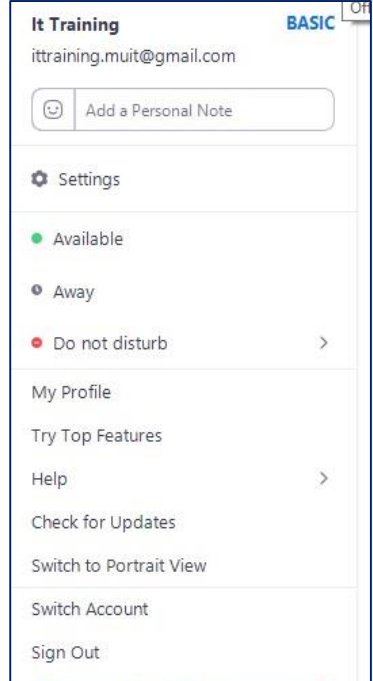 It Training BASIC
ittraining.muit@gmail.com
Add a Personal Note
Settings
Available
Away
Do not disturb
My Profile
Try Top Features
Help
Check for Updates
Switch to Portrait View
Switch Account
Sign Out